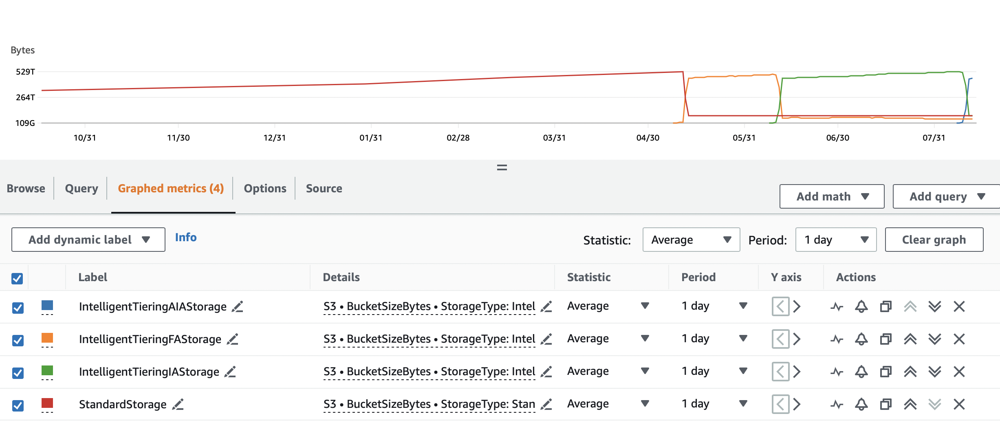 Bytes
529T
264T
109G
10/31 11/30 12/31 01/31 02/28 03/31 04/30 05/31 06/30 07/31
Browse Query Graphed metrics (4) Options Source Add math Add query
Add dynamic label Info Statistic: Average Period: 1 day Clear graph
Label Details Statistic Period Y axis Actions
IntelligentTieringAIAStorage S3 • BucketSizeBytes • StorageType: Intel Average 1 day
IntelligentTieringFAStorage S3 • BucketSizeBytes • StorageType: Intel Average 1 day
IntelligentTieringIAStorage S3 • BucketSizeBytes • StorageType: Intel Average 1 day
StandardStorage S3 • BucketSizeBytes • StorageType: Stan Average 1 day